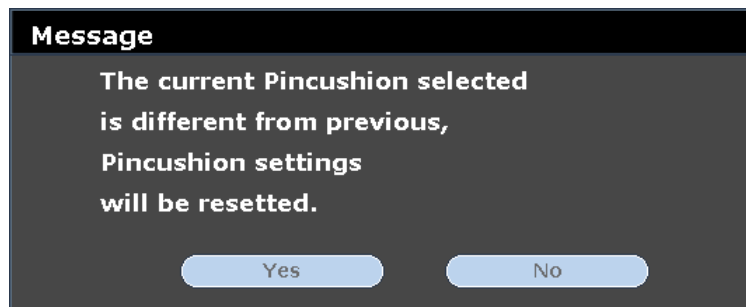 Message
The current Pincushion selected
is different from previous,
Pincushion settings
will be resetted.
Yes No